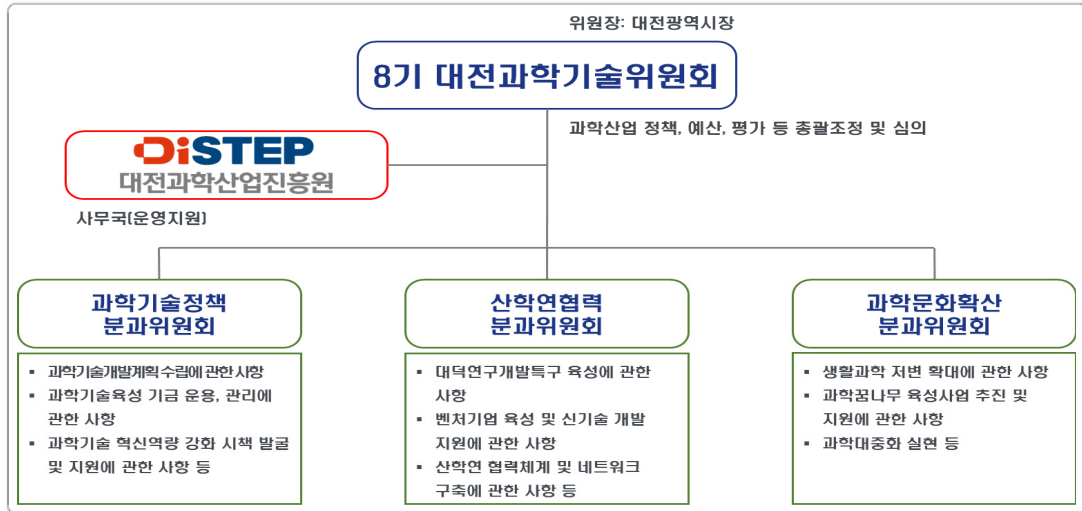 위원장: 대전광역시장
8기 대전과학기술위원회
과학산업 정책, 예산, 평가 등 총괄조정 및 심의
DiSTEP
대전과학산업진흥원
사무국(운영지원)
과학기술정책
분과위원회
▪ 과학기술개발계획 수립에 관한 사항
▪ 과학기술육성 기금 운용, 관리에
관한 사항
▪ 과학기술 혁신역량 강화 시책 발굴
및 지원에 관한 사항 등
산학연협력
분과위원회
▪ 대덕연구개발특구 육성에 관한
사항
▪ 벤처기업 육성 및 신기술 개발
지원에 관한 사항
▪ 산학연 협력체계 및 네트워크
구축에 관한 사항 등
과학문화확산
분과위원회
▪ 생활과학 저변 확대에 관한 사항
▪ 과학꿈나무 육성사업 추진 및
지원에 관한 사항
▪ 과학대중화 실현 등